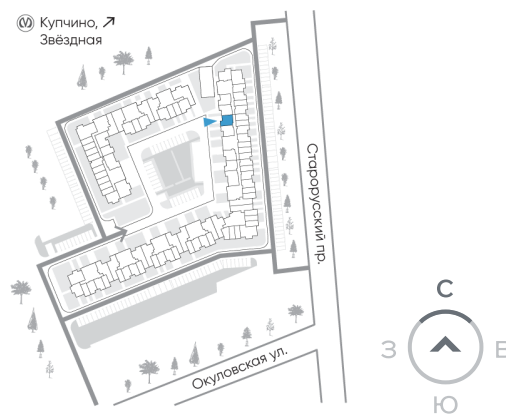 Купчино, ↗
Звёздная
Старорусский пр.
Окуловская ул.
С
З
В
Ю